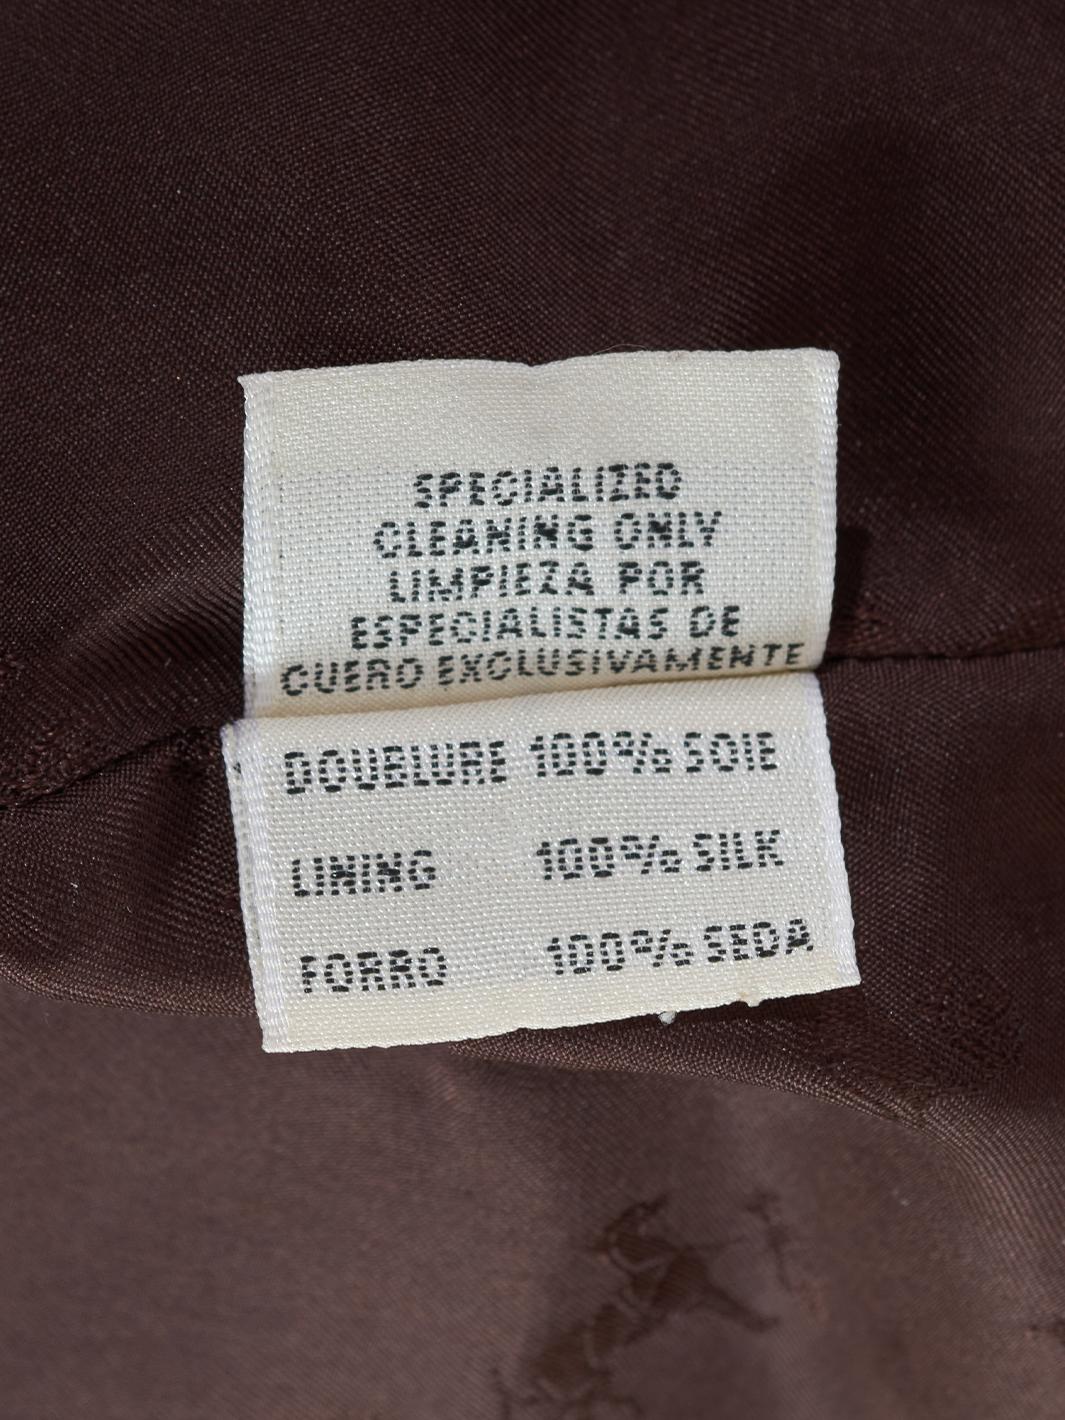 SPECIALIZED
CLEANING ONLY
LIMPIEZA POR
ESPECIALISTAS DE
CUERO EXCLUSIVAMENTE
DOUBLURE 100% SOIE
LINING 100% SILK
FORRO 100% SEDA